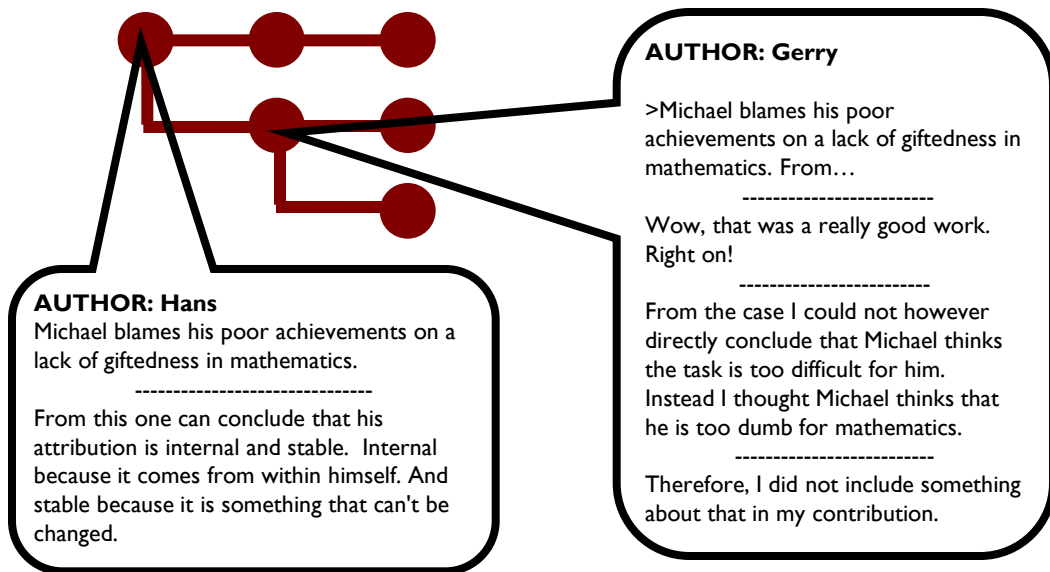 AUTHOR: Gerry
>Michael blames his poor
achievements on a lack of giftedness in
mathematics. From…
--------------------------
Wow, that was a really good work.
Right on!
--------------------------
From the case I could not however
directly conclude that Michael thinks
the task is too difficult for him.
Instead I thought Michael thinks that
he is too dumb for mathematics.
--------------------------
Therefore, I did not include something
about that in my contribution.
AUTHOR: Hans
Michael blames his poor achievements on a
lack of giftedness in mathematics.
--------------------------------
From this one can conclude that his
attribution is internal and stable.  Internal
because it comes from within himself. And
stable because it is something that can't be
changed.